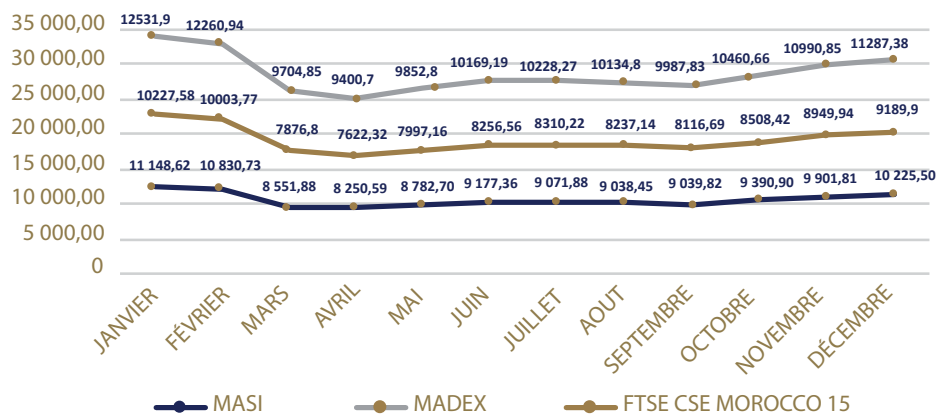 35 000,00
30 000,00
25 000,00
20 000,00
15 000,00
10 000,00
5 000,00
0
12531,9 12260,94 9704,85 9400,7 9852,8 10169,19 10228,27 10134,8 9987,83 10460,66 10990,85 11287,38
10227,58 10003,77 7876,8 7622,32 7997,16 8256,56 8310,22 8237,14 8116,69 8508,42 8949,94 9189,9
11 148,62 10 830,73 8 551,88 8 250,59 8 782,70 9 177,36 9 071,88 9 038,45 9 039,82 9 390,90 9 901,81 10 225,50
JANVIER FÉVRIER MARS AVRIL MAI JUIN JUILLET AOUT SEPTEMBRE OCTOBRE NOVEMBRE DÉCEMBRE
MASI MADEX FTSE CSE MOROCCO 15